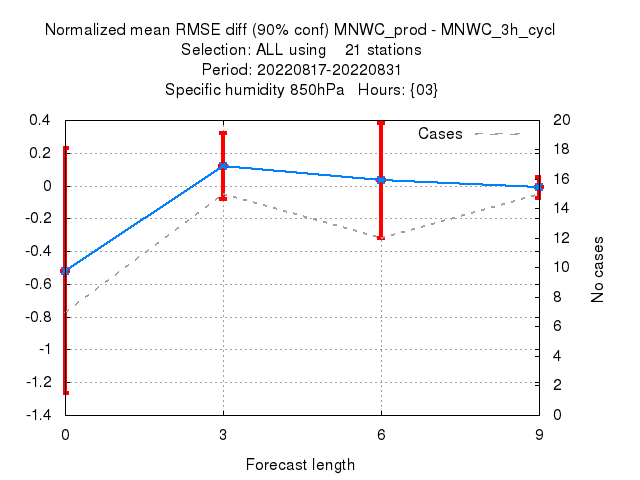 Normalized mean RMSE diff (90% conf) MNWC_prod - MNWC_3h_cycl
Selection: ALL using 21 stations
Period: 20220817-20220831
Specific humidity 850hPa Hours: {03}
Cases
0.4
0.2
0
-0.2
-0.4
-0.6
-0.8
-1
-1.2
-1.4
20
18
16
14
12
10
8
6
4
2
0
No cases
0 3 6 9
Forecast length